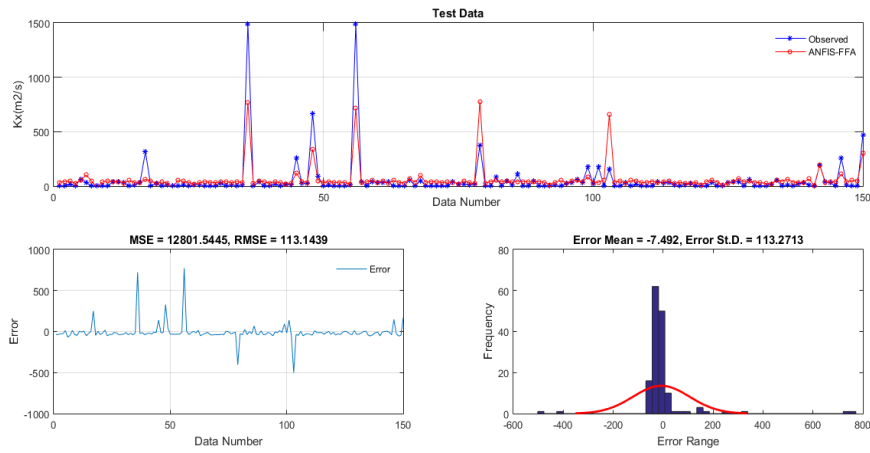 Test Data
Kx(m2/s)
1500
1000
500
0
Observed
ANFIS-FFA
0 50 100 150
Data Number
MSE = 12801.5445, RMSE = 113.1439
Error
1000
500
0
-500
-1000
Error
0 50 100 150
Data Number
Error Mean = -7.492, Error St.D. = 113.2713
Frequency
80
60
40
20
0
-600 -400 -200 0 200 400 600 800
Error Range